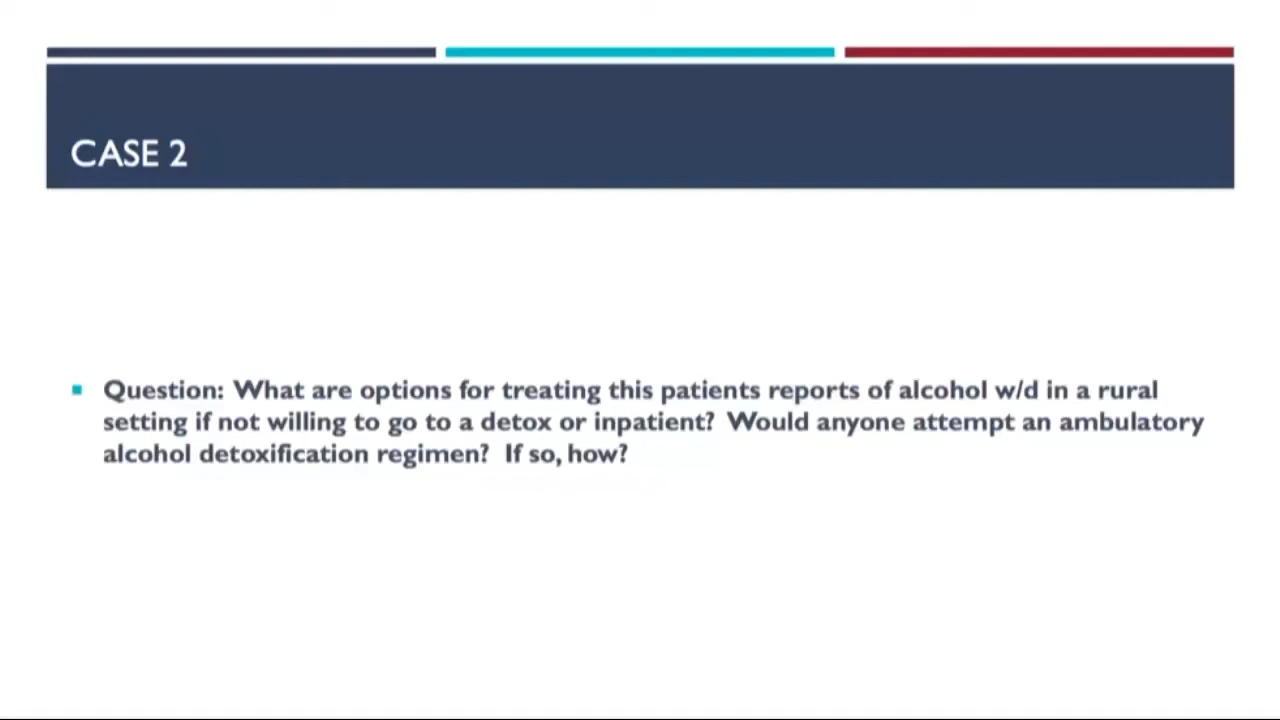 CASE 2
Question: What are options for treating this patients reports of alcohol w/d in a rural
setting if not willing to go to a detox or inpatient? Would anyone attempt an ambulatory
alcohol detoxification regimen? If so, how?